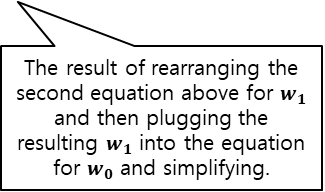 The result of rearranging the
second equation above for w₁
and then plugging the
resulting w₁ into the equation
for w₀ and simplifying.